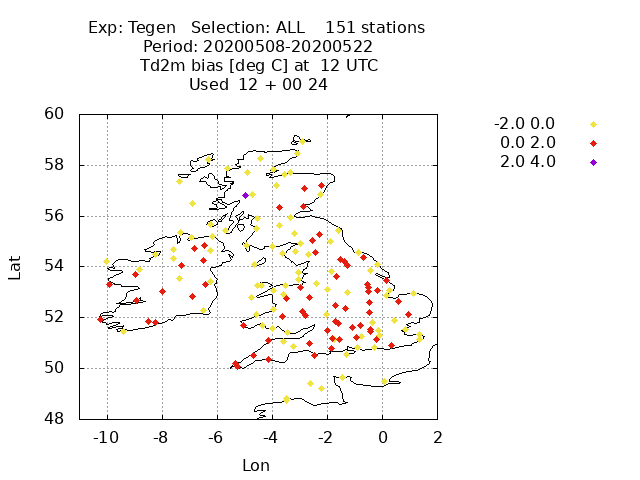 Exp: Tegen Selection: ALL 151 stations
Period: 20200508-20200522
Td2m bias [deg C] at 12 UTC
Used 12 + 00 24
-2.0 0.0
0.0 2.0
2.0 4.0
60
58
56
54
52
50
48
Lat
-10 -8 -6 -4 -2 0 2
Lon